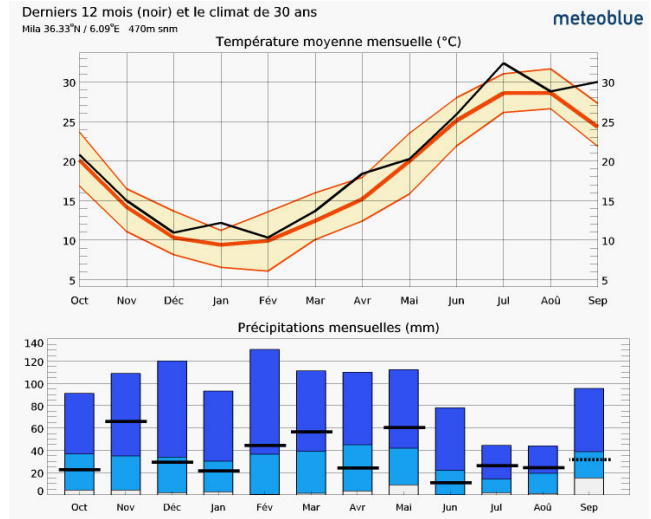 Derniers 12 mois (noir) et le climat de 30 ans
meteoblue
Mila 36.33°N / 6.09°E 470m snm
Température moyenne mensuelle (°C)
30 30
25 25
20 20
15 15
10 10
5 5
Oct Nov Déc Jan Fév Mar Avr Mai Jun Jul Aoû Sep
Précipitations mensuelles (mm)
140
120
100
80
60
40
20
0
Oct Nov Déc Jan Fév Mar Avr Mai Jun Jul Aoû Sep